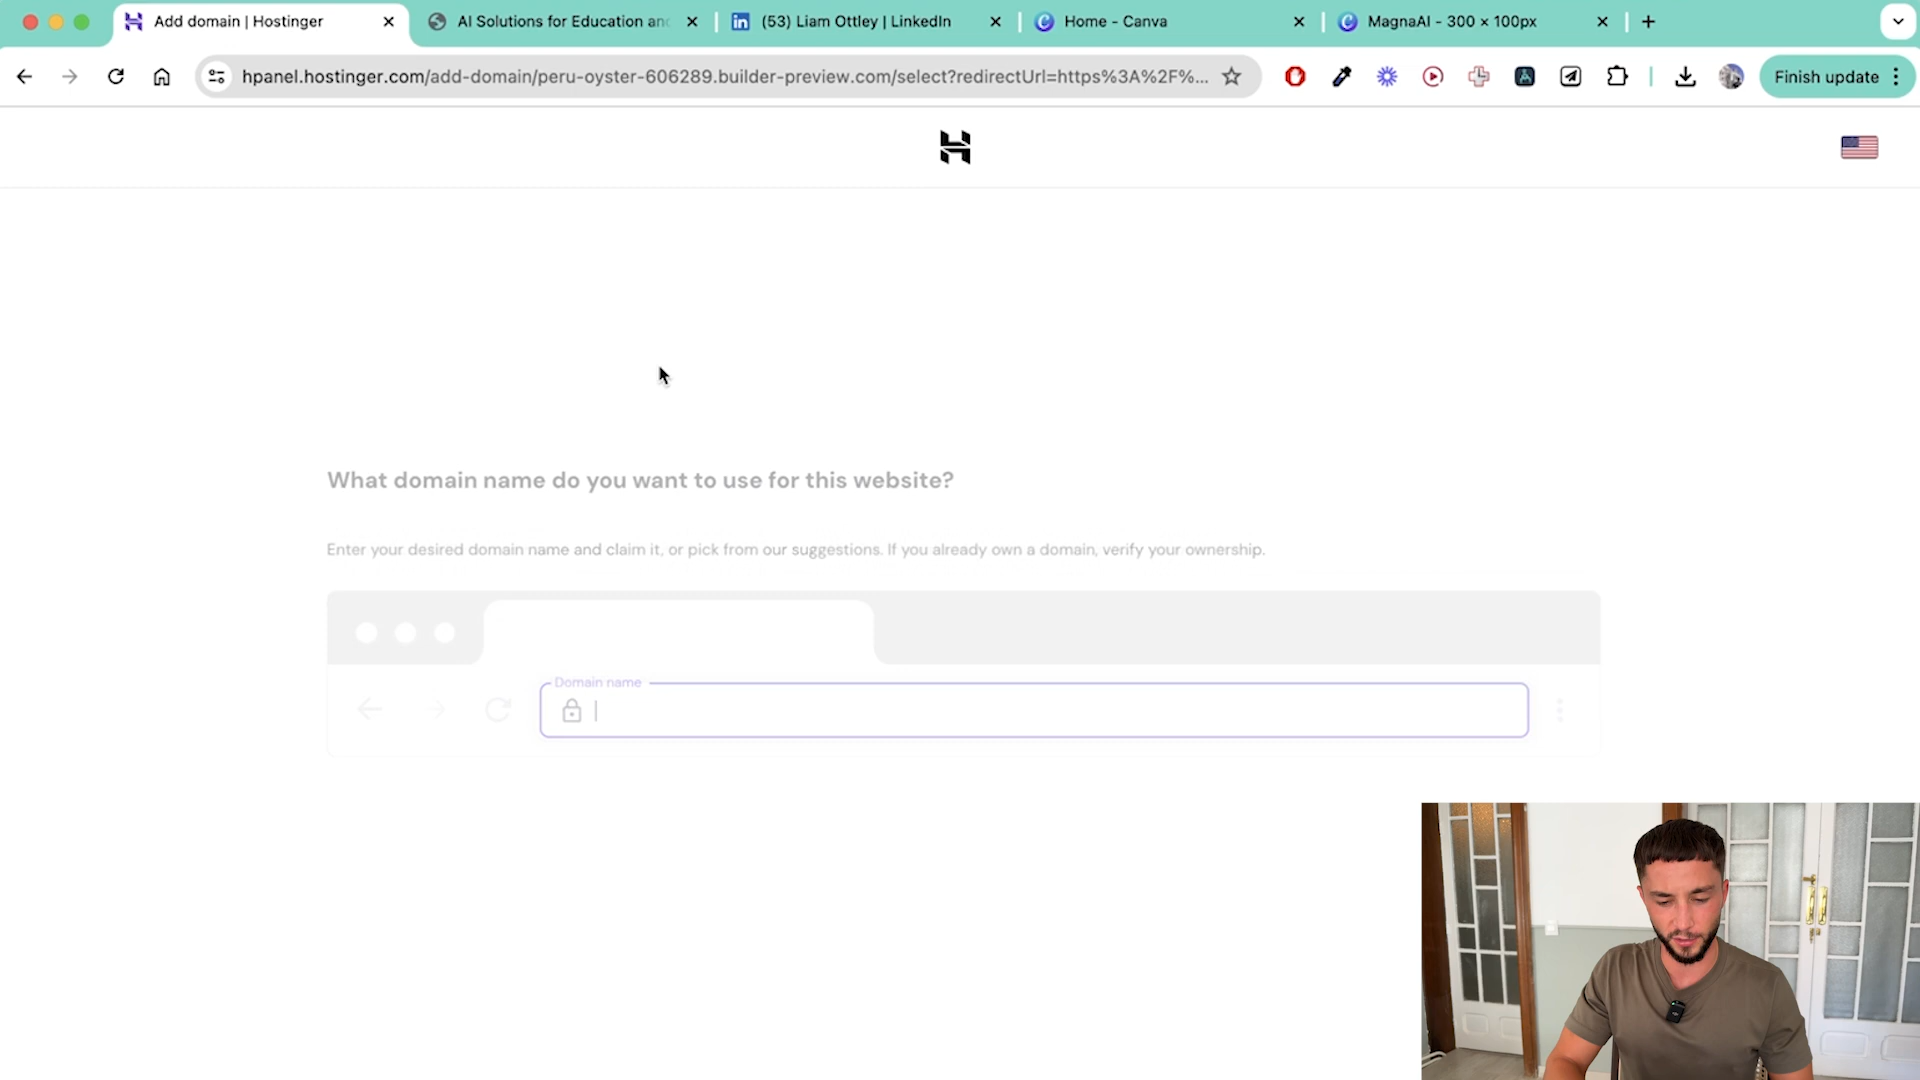 Add domain | Hostinger
AI Solutions for Education and
(53) Liam Ottley | LinkedIn
Home - Canva
MagnaAI - 300 × 100px
hpanel.hostinger.com/add-domain/peru-oyster-606289.builder-preview.com/select?redirectUrl=https%3A%2F%...
Finish update
What domain name do you want to use for this website?
Enter your desired domain name and claim it, or pick from our suggestions. If you already own a domain, verify your ownership.
Domain name